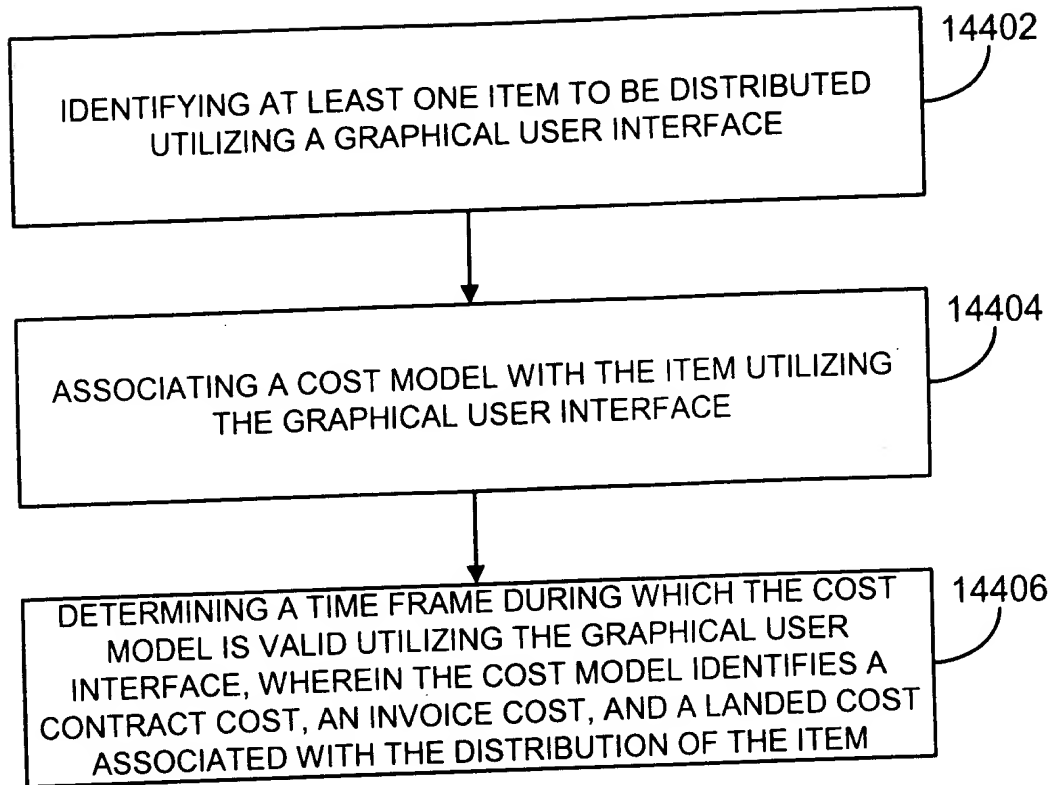 14402
IDENTIFYING AT LEAST ONE ITEM TO BE DISTRIBUTED
UTILIZING A GRAPHICAL USER INTERFACE
14404
ASSOCIATING A COST MODEL WITH THE ITEM UTILIZING
THE GRAPHICAL USER INTERFACE
14406
DETERMINING A TIME FRAME DURING WHICH THE COST
MODEL IS VALID UTILIZING THE GRAPHICAL USER
INTERFACE, WHEREIN THE COST MODEL IDENTIFIES A
CONTRACT COST, AN INVOICE COST, AND A LANDED COST
ASSOCIATED WITH THE DISTRIBUTION OF THE ITEM